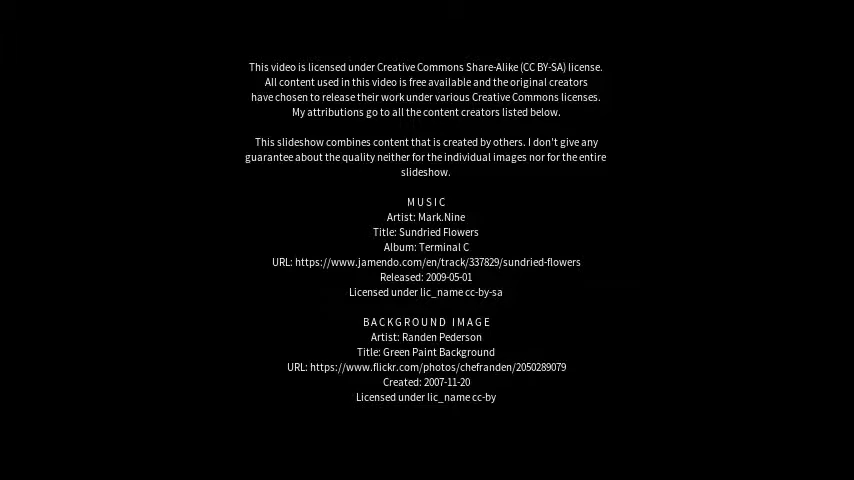 This video is licensed under Creative Commons Share-Alike (CC BY-SA) license.
All content used in this video is free available and the original creators
have chosen to release their work under various Creative Commons licenses.
My attributions go to all the content creators listed below.
This slideshow combines content that is created by others. I don't give any
guarantee about the quality neither for the individual images nor for the entire
slideshow.
MUSIC
Artist: Mark.Nine
Title: Sundried Flowers
Album: Terminal C
URL: https://www.jamendo.com/en/track/337829/sundried-flowers
Released: 2009-05-01
Licensed under lic_name cc-by-sa
BACKGROUND IMAGE
Artist: Randen Pederson
Title: Green Paint Background
URL: https://www.flickr.com/photos/chefranden/2050289079
Created: 2007-11-20
Licensed under lic_name cc-by